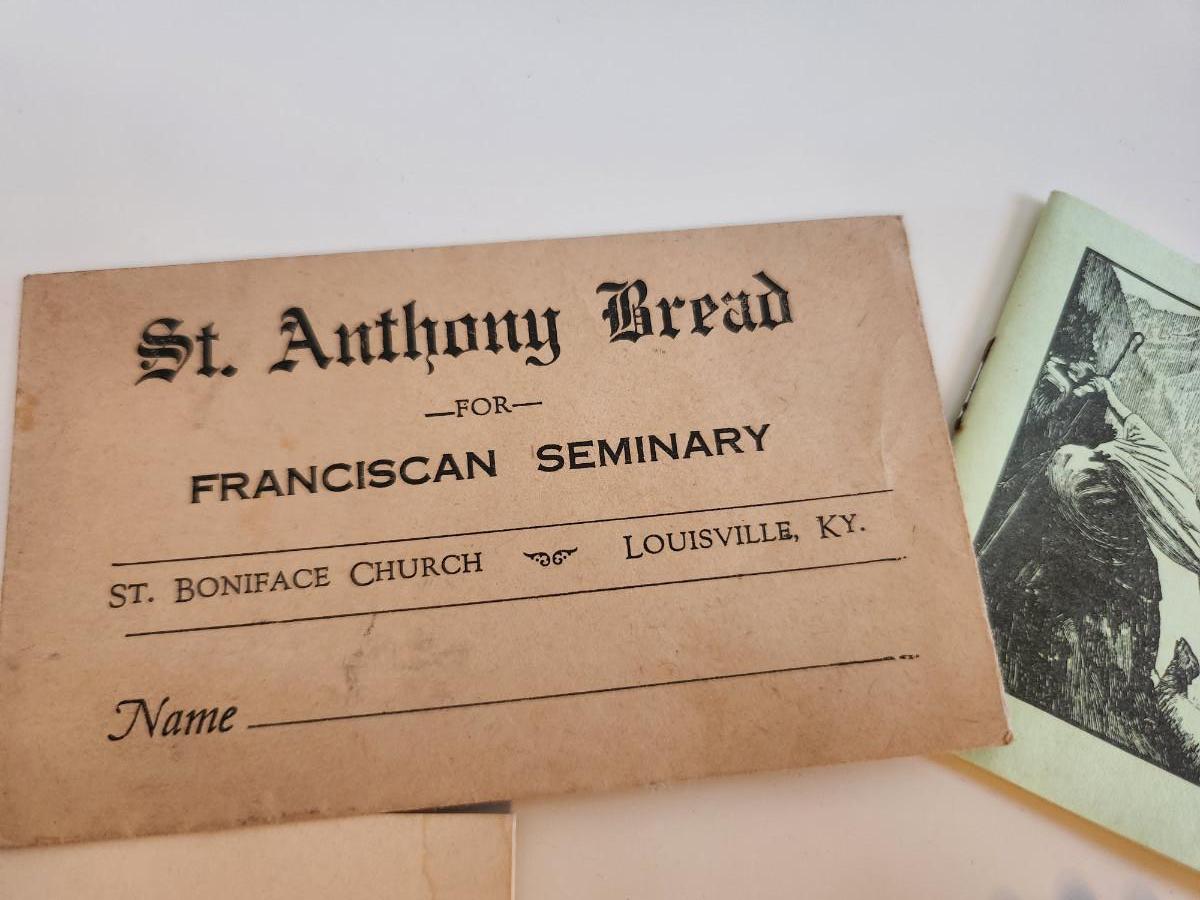 St. Anthony Bread
—FOR—
FRANCISCAN SEMINARY
ST. BONIFACE CHURCH LOUISVILLE, KY.
Name